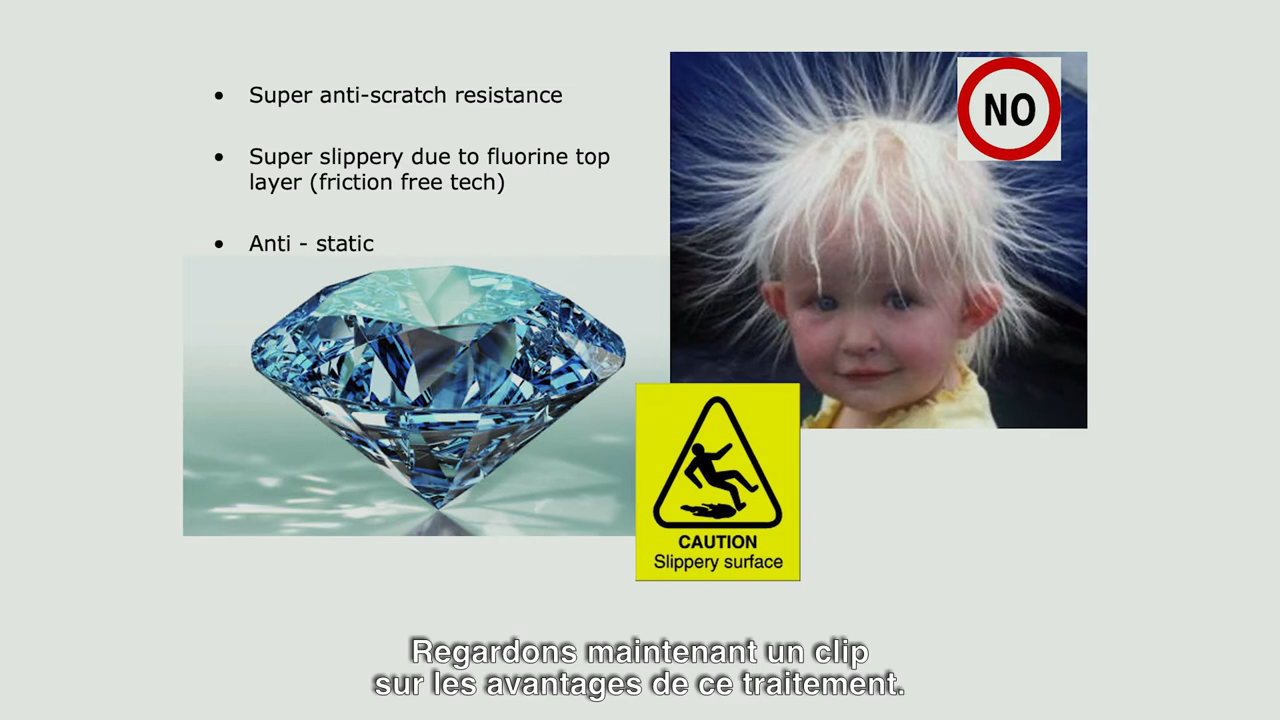 • Super anti-scratch resistance
• Super slippery due to fluorine top
layer (friction free tech)
• Anti - static
NO
CAUTION
Slippery surface
Regardons maintenant un clip
sur les avantages de ce traitement.